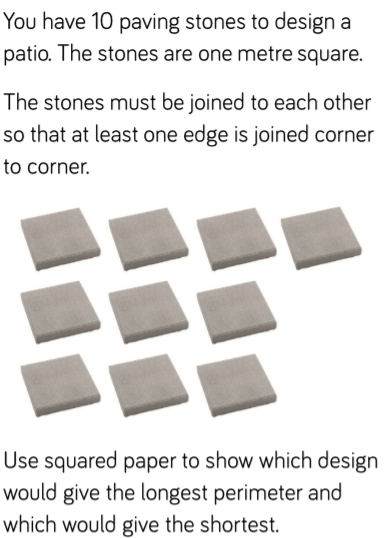 You have 10 paving stones to design a
patio. The stones are one metre square.
The stones must be joined to each other
so that at least one edge is joined corner
to corner.
Use squared paper to show which design
would give the longest perimeter and
which would give the shortest.